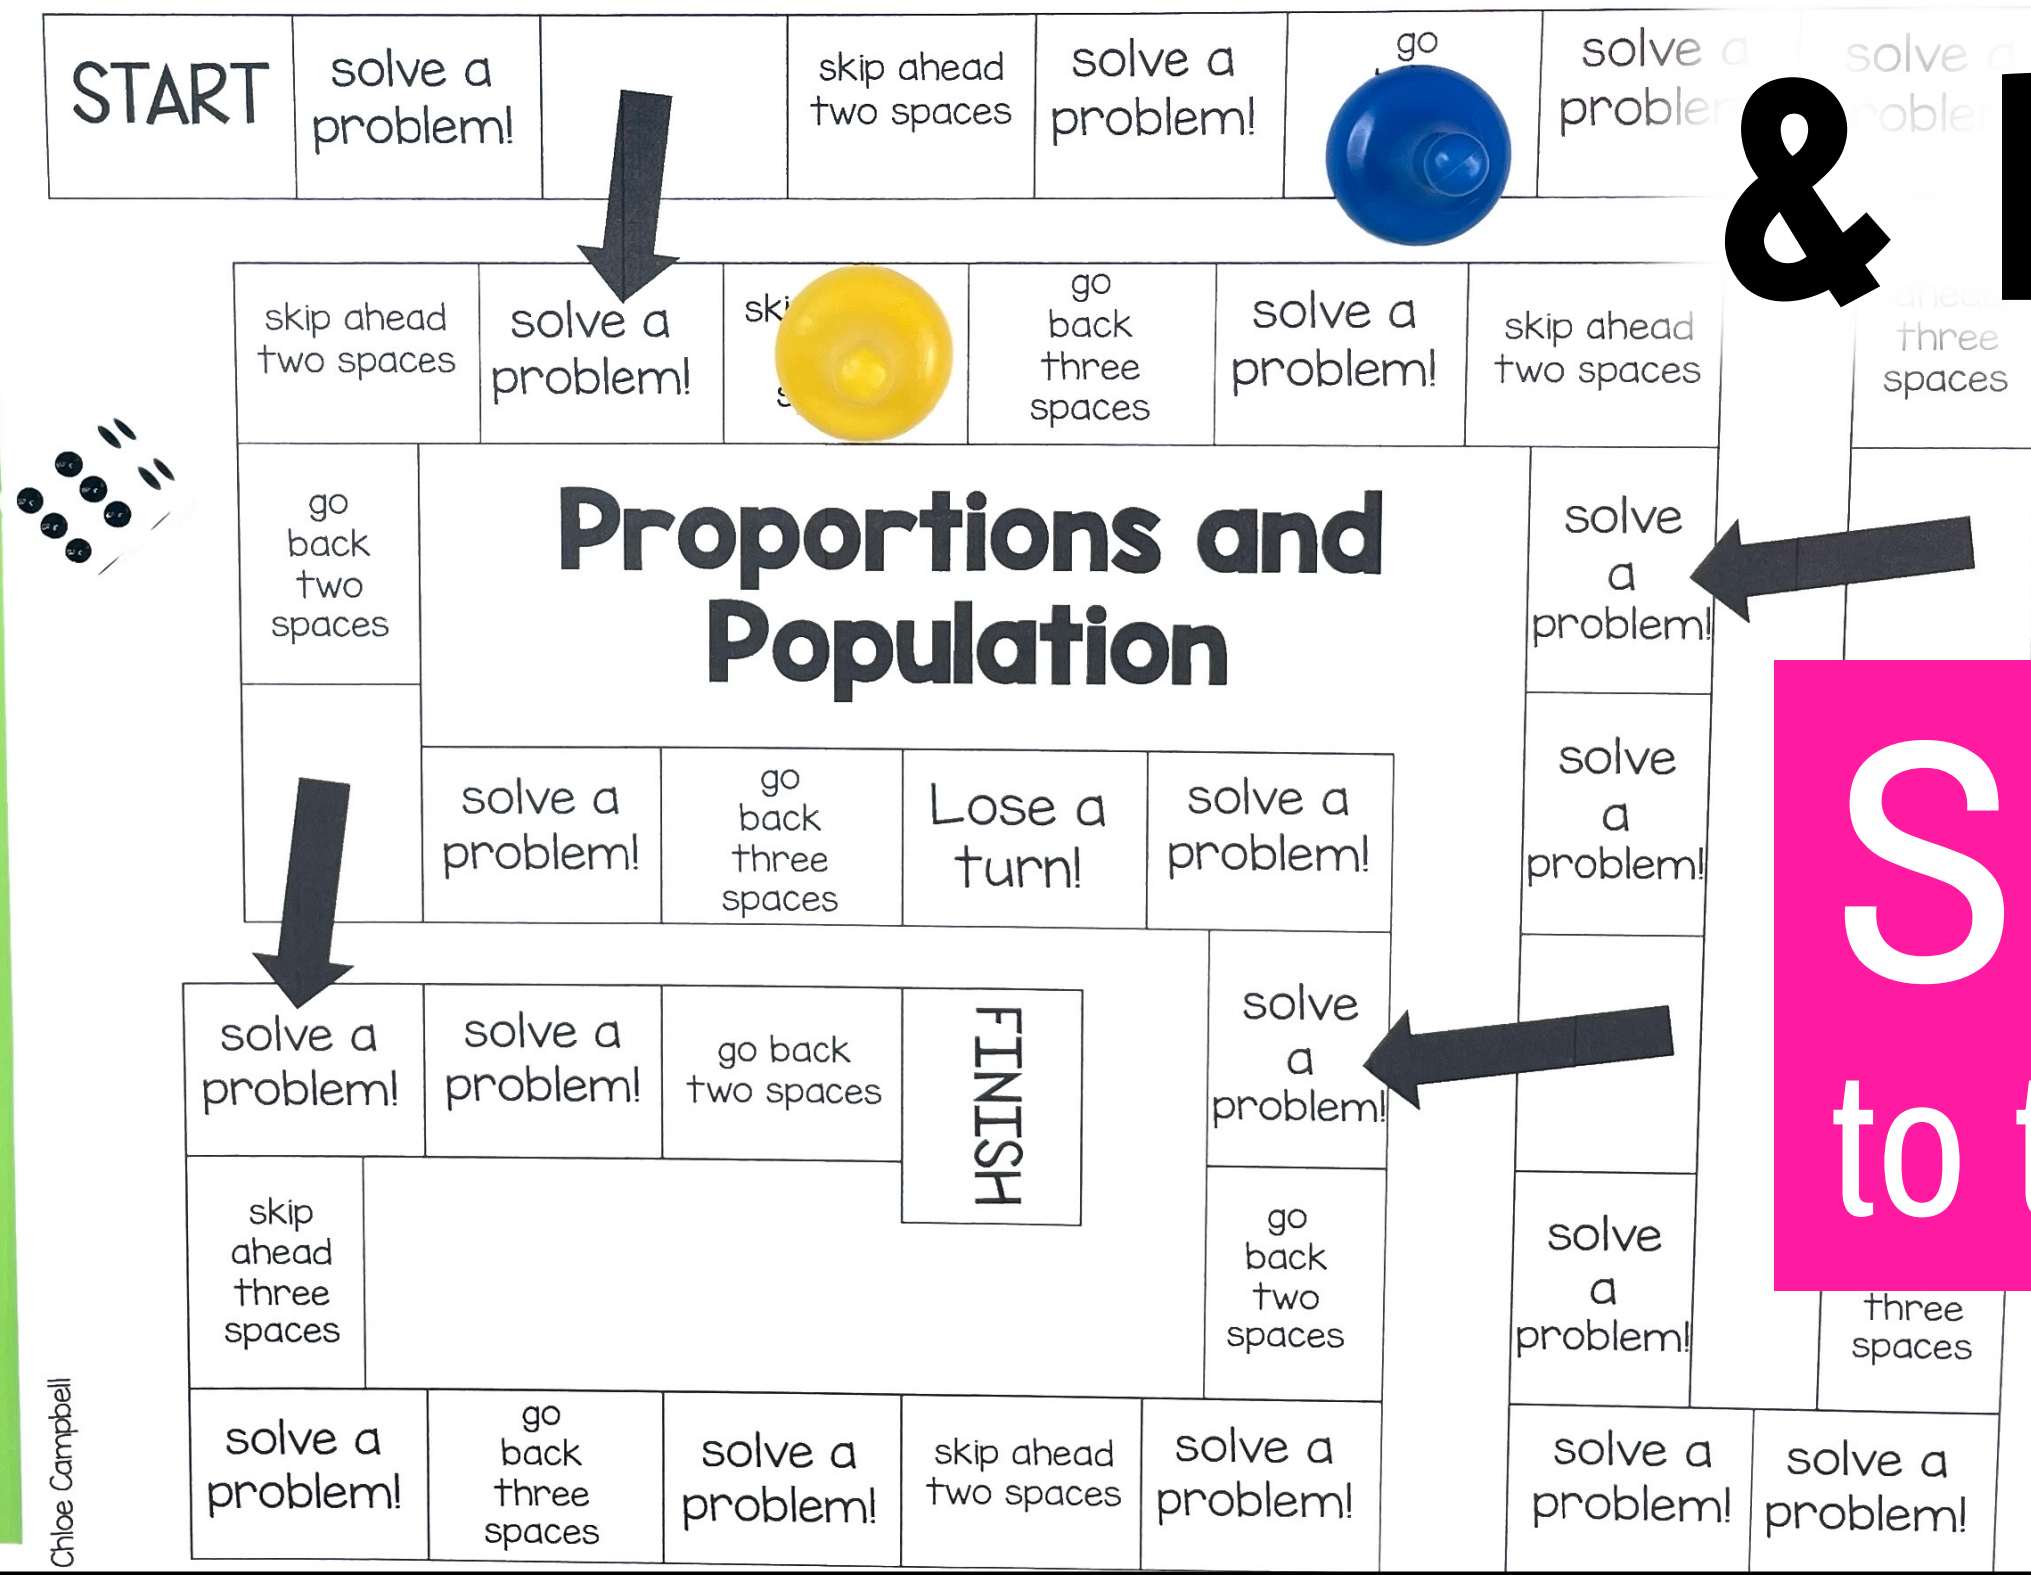 START
solve a
problem!
skip ahead
two spaces
solve a
problem!
go
solve a
solve
&
skip ahead
two spaces
solve a
problem!
go
back
three
spaces
solve a
problem!
skip ahead
two spaces
three
spaces
go
back
two
spaces
Proportions and
Population
solve
a
problem!
solve
a
problem!
solve a
problem!
go
back
three
spaces
Lose a
turn!
solve a
problem!
S
to
solve a
problem!
solve a
problem!
go back
two spaces
FINISH
solve
a
problem!
skip
ahead
three
spaces
go
back
two
spaces
solve
a
problem!
three
spaces
solve a
problem!
go
back
three
spaces
solve a
problem!
skip ahead
two spaces
solve a
problem!
solve a
problem!
solve a
problem!
Chloe Campbell